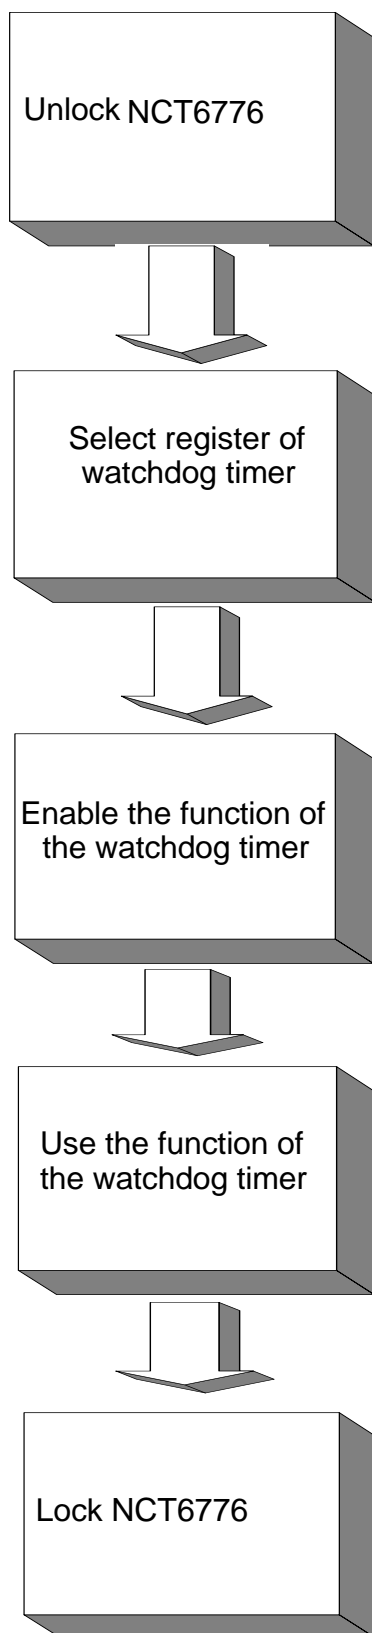 Unlock NCT6776
Select register of
watchdog timer
Enable the function of
the watchdog timer
Use the function of
the watchdog timer
Lock NCT6776